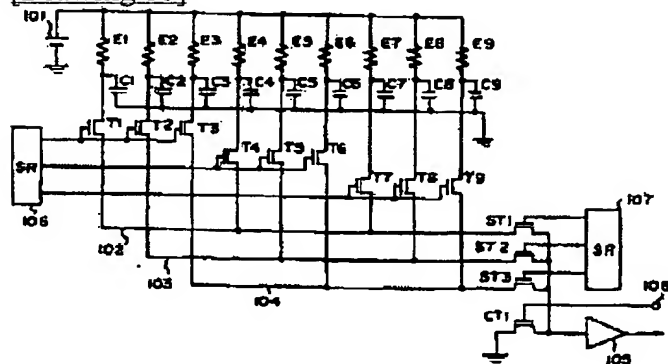 101
E1 E2 E3 E4 E5 E6 E7 E8 E9
C1 C2 C3 C4 C5 C6 C7 C8 C9
T1 T2 T3
T4 T5 T6
SR
106
T7 T8 T9
107
102
ST1
SR
103
ST2
104
ST3
108
CT1
105